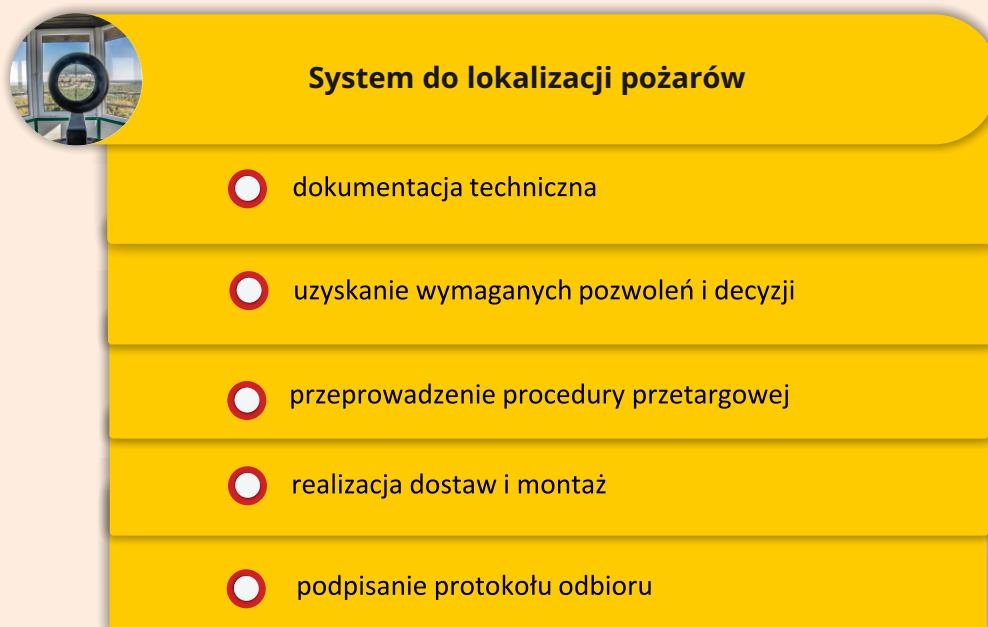 System do lokalizacji pożarów
dokumentacja techniczna
uzyskanie wymaganych pozwoleń i decyzji
przeprowadzenie procedury przetargowej
realizacja dostaw i montaż
podpisanie protokołu odbioru